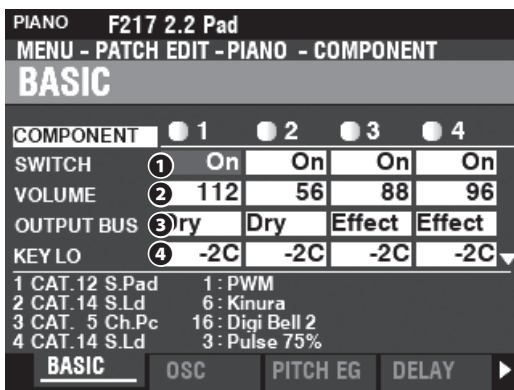 PIANO F217 2.2 Pad
MENU - PATCH EDIT -PIANO - COMPONENT
BASIC
COMPONENT 1 2 3 4
SWITCH 1 On On On On
VOLUME 2 112 56 88 96
OUTPUT BUS 3 Dry Dry Effect Effect
KEY LO 4 -2C -2C -2C -2C
1 CAT.12 S.Pad 1 : PWM
2 CAT.14 S.Ld 6 : Kinura
3 CAT. 5 Ch.Pc 16 : Digi Bell 2
4 CAT.14 S.Ld 3 : Pulse 75%
BASIC OSC PITCH EG DELAY